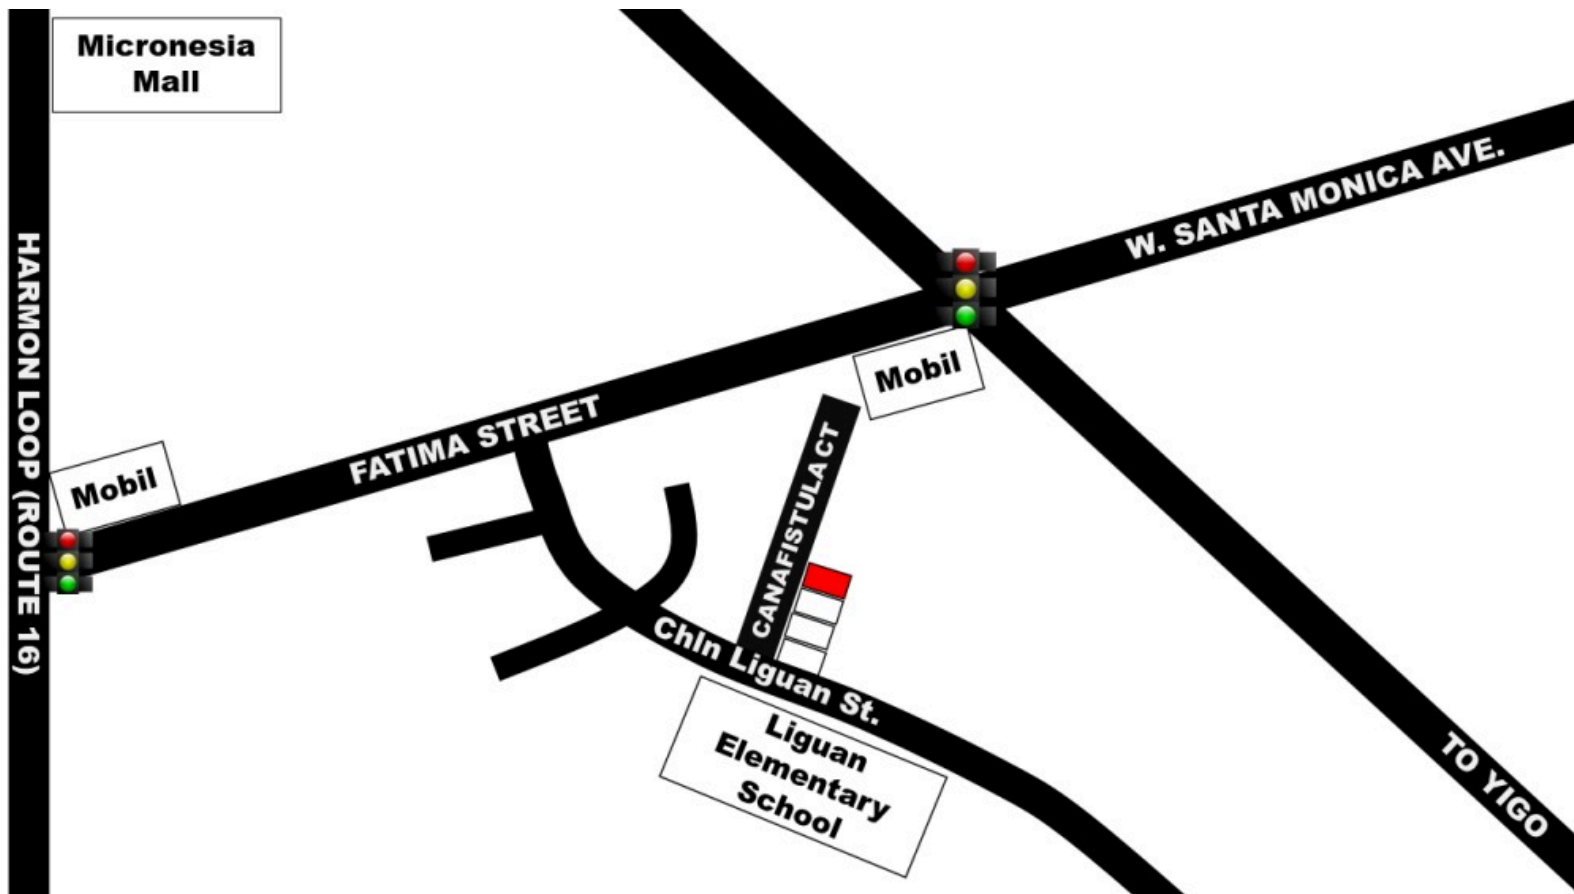 Micronesia
Mall
W. SANTA MONICA AVE.
HARMON LOOP (ROUTE 16)
Mobil
FATIMA STREET
Mobil
CANAFISTULA CT
Chln Liguan St.
Liguan
Elementary
School
TO YIGO